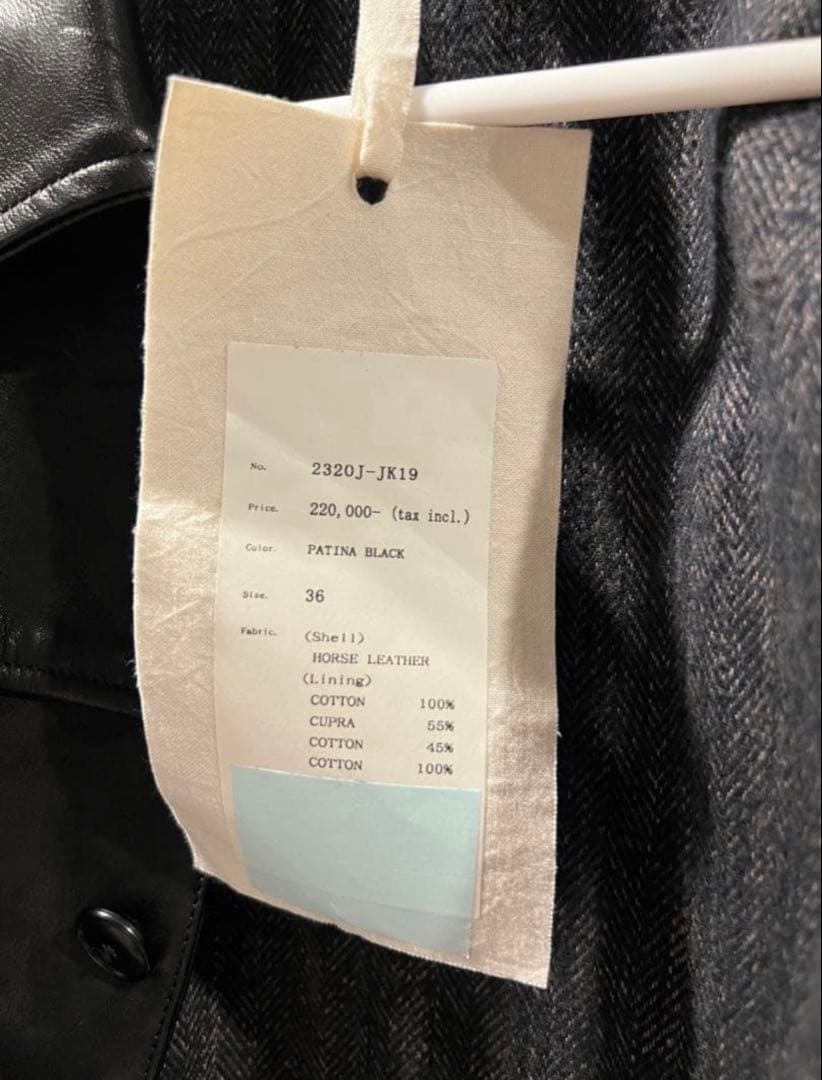 No. 2320J-JK19
Price. 220,000- (tax incl.)
Color. PATINA BLACK
Size. 36
Fabric. (Shell)
HORSE LEATHER
(Lining)
COTTON 100%
CUPRA 55%
COTTON 45%
COTTON 100%